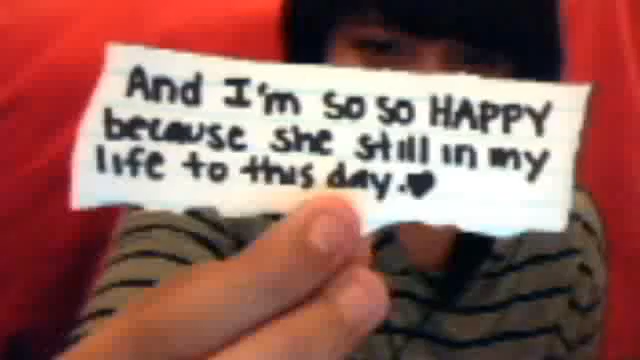 And I'm so so HAPPY
because she still in my
life to this day.♥